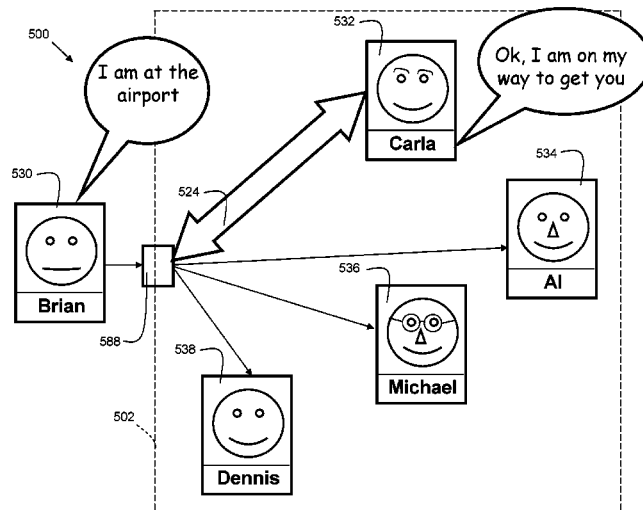 500
I am at the
airport
532
Ok, I am on my
way to get you
Carla
534
530
524
Al
Brian
588
536
Michael
538
502
Dennis